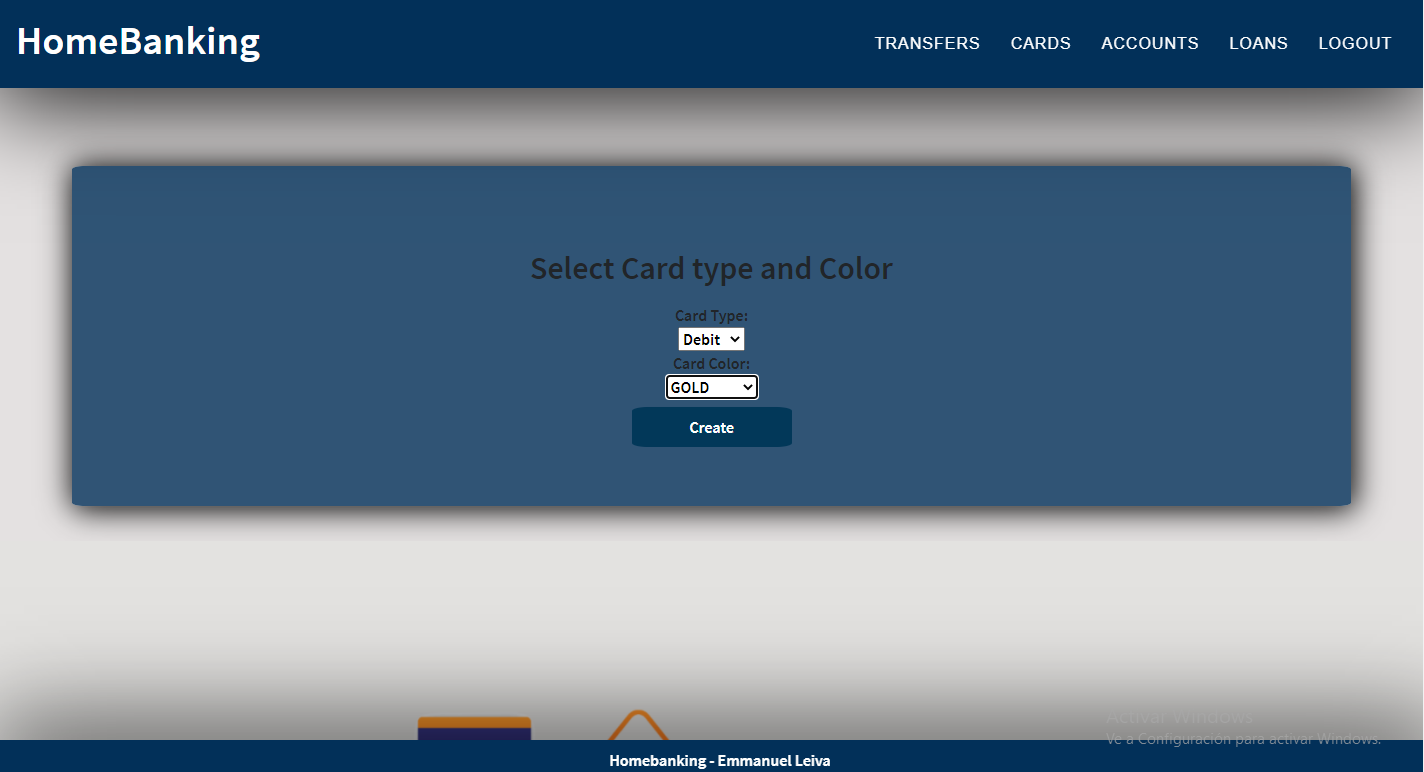 HomeBanking
TRANSFERS CARDS ACCOUNTS LOANS LOGOUT
Select Card type and Color
Card Type:
Debit
Card Color:
GOLD
Create
Activar Windows
Ve a Configuración para activar Windows.
Homebanking - Emmanuel Leiva